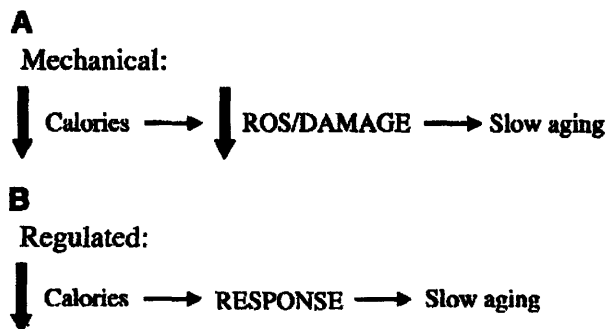 A
Mechanical:
Calories ROS/DAMAGE Slow aging
B
Regulated:
Calories RESPONSE Slow aging